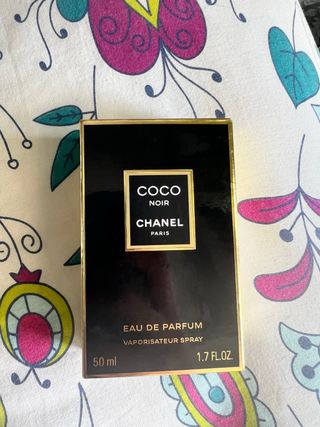 COCO
NOIR
CHANEL
PARIS
EAU DE PARFUM
VAPORISATEUR SPRAY
50 ml 1.7 FL.OZ.